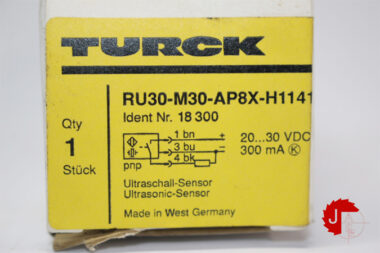 TURCK
RU30-M30-AP8X-H1141
Ident Nr. 18 300
Qty
1
Stück
1 bn +
3 bu -
4 bk
pnp
20...30 VDC
300 mA K
Ultraschall-Sensor
Ultrasonic-Sensor
Made in West Germany